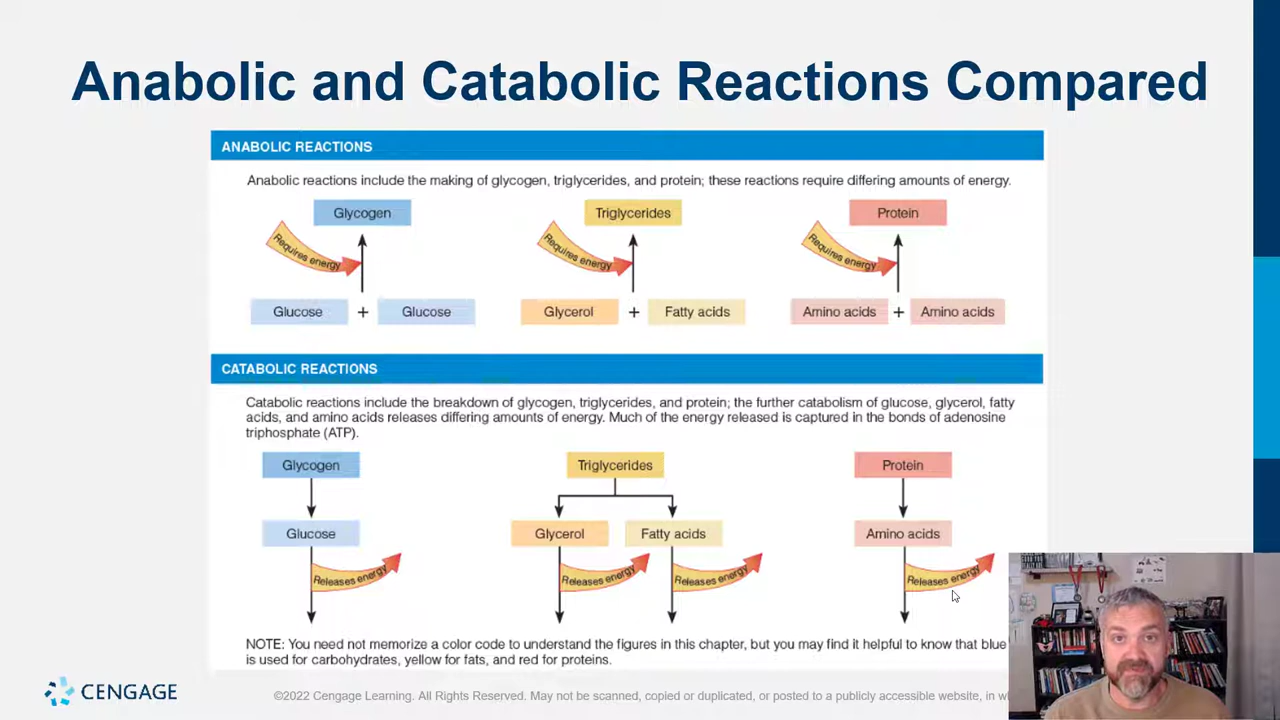 Anabolic and Catabolic Reactions Compared
ANABOLIC REACTIONS
Anabolic reactions include the making of glycogen, triglycerides, and protein; these reactions require differing amounts of energy.
Glycogen
Triglycerides
Protein
Requires energy
Requires energy
Requires energy
Glucose + Glucose
Glycerol + Fatty acids
Amino acids + Amino acids
CATABOLIC REACTIONS
Catabolic reactions include the breakdown of glycogen, triglycerides, and protein; the further catabolism of glucose, glycerol, fatty
acids, and amino acids releases differing amounts of energy. Much of the energy released is captured in the bonds of adenosine
triphosphate (ATP).
Glycogen
Triglycerides
Protein
Glucose
Glycerol
Fatty acids
Amino acids
Releases energy
Releases energy
Releases energy
Releases energy
NOTE: You need not memorize a color code to understand the figures in this chapter, but you may find it helpful to know that blue
is used for carbohydrates, yellow for fats, and red for proteins.
CENGAGE
©2022 Cengage Learning. All Rights Reserved. May not be scanned, copied or duplicated, or posted to a publicly accessible website, in